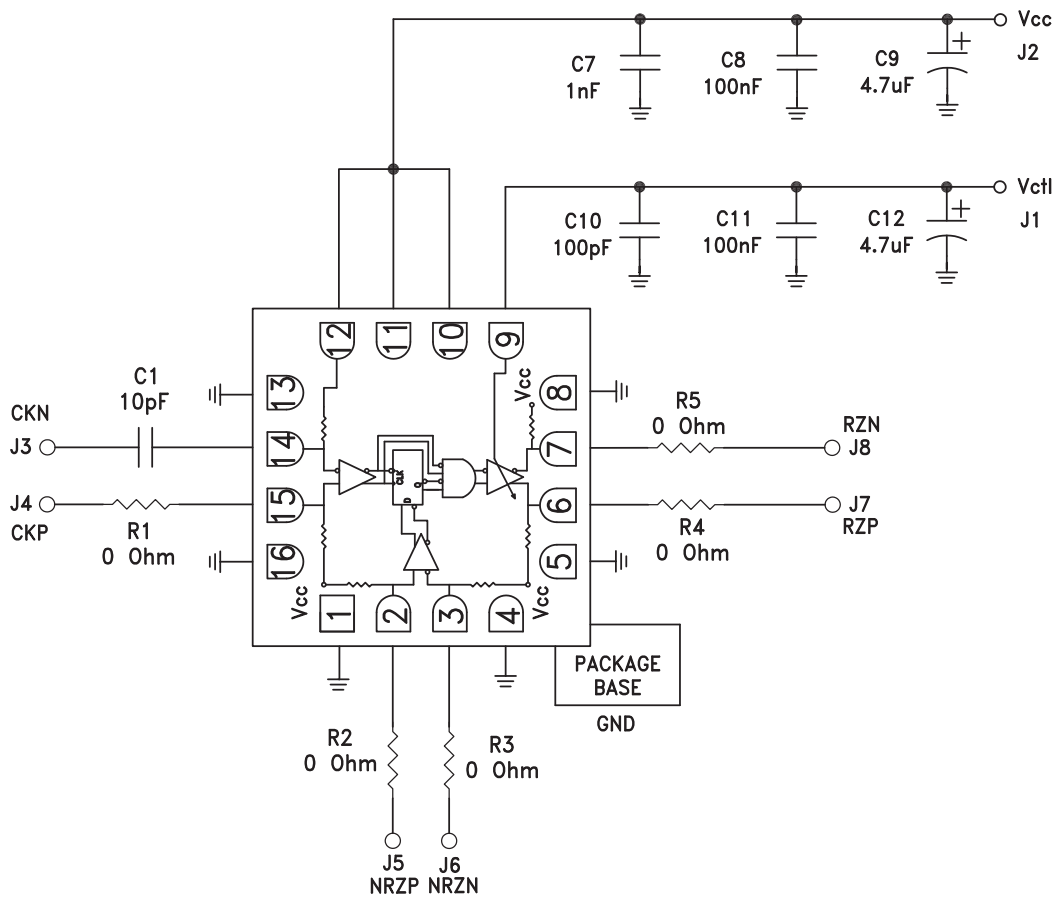 Vcc
J2
C7
1nF
C8
100nF
C9
+
4.7uF
Vctl
J1
C10
100pF
C11
100nF
C12
+
4.7uF
12
11
10
9
C1
10pF
CKN
J3
J4
CKP
R1
0 Ohm
13
14
15
16
Vcc
8
7
6
5
R5
0 Ohm
RZN
J8
J7
RZP
R4
0 Ohm
CLK
Q
D
Vcc
1
2
3
4
Vcc
PACKAGE
BASE
GND
R2
0 Ohm
R3
0 Ohm
J5
NRZP
J6
NRZN